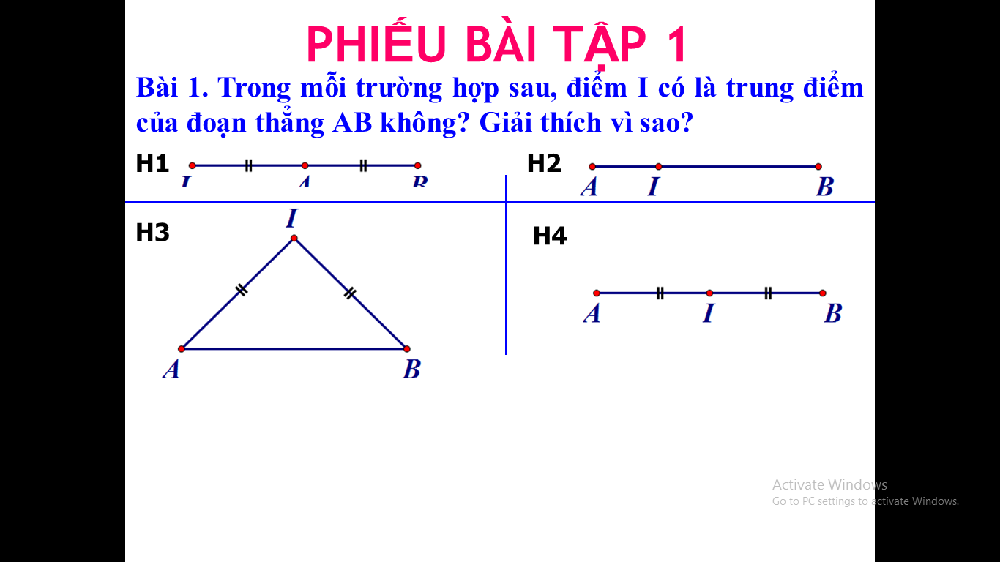 PHIẾU BÀI TẬP 1
Bài 1. Trong mỗi trường hợp sau, điểm I có là trung điểm
của đoạn thẳng AB không? Giải thích vì sao?
H1
I A B
H2
A I B
H3
I
A B
H4
A I B
Activate Windows
Go to PC settings to activate Windows.